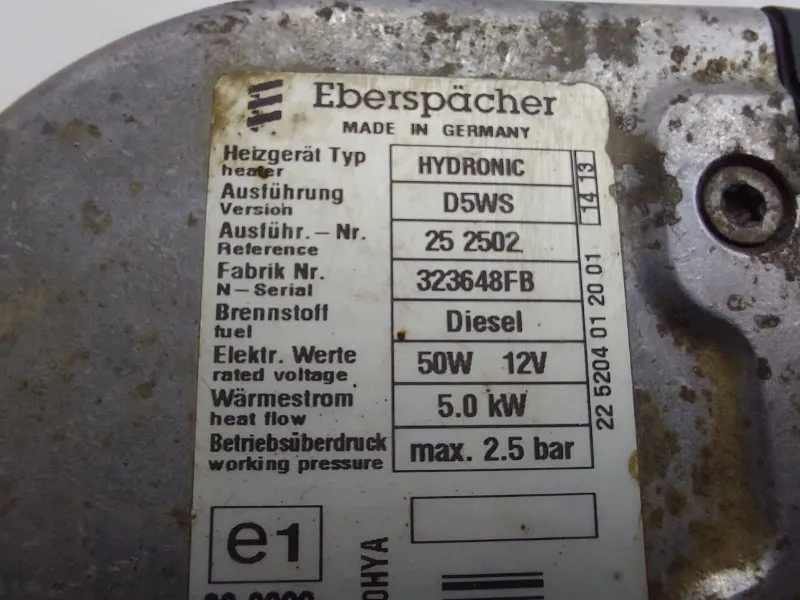 Eberspächer
MADE IN GERMANY
Heizgerät Typ HYDRONIC
heater
Ausführung D5WS
Version
Ausführ.-Nr. 25 2502
Reference
Fabrik Nr. 323648FB
N-Serial
Brennstoff Diesel
fuel
Elektr. Werte 50W 12V
rated voltage
Wärmestrom 5.0 kW
heat flow
Betriebsüberdruck max. 2.5 bar
working pressure
14 13
22 5204 01 20 01
e1